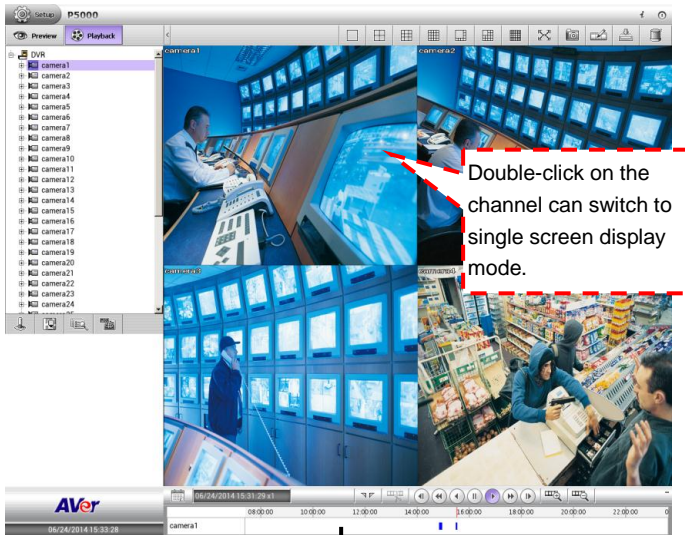 Setup P5000
Preview Playback
DVR
camera1
camera2
camera3
camera4
camera5
camera6
camera7
camera8
camera9
camera10
camera11
camera12
camera13
camera14
camera15
camera16
camera17
camera18
camera19
camera20
camera21
camera22
camera23
camera24
camera1
camera2
Double-click on the
channel can switch to
single screen display
mode.
camera3
camera4
06/24/2014 15:31:29 x1
AVer
06/24/2014 15:33:28
08:00:00 10:00:00 12:00:00 14:00:00 16:00:00 18:00:00 20:00:00 22:00:00 0
camera1